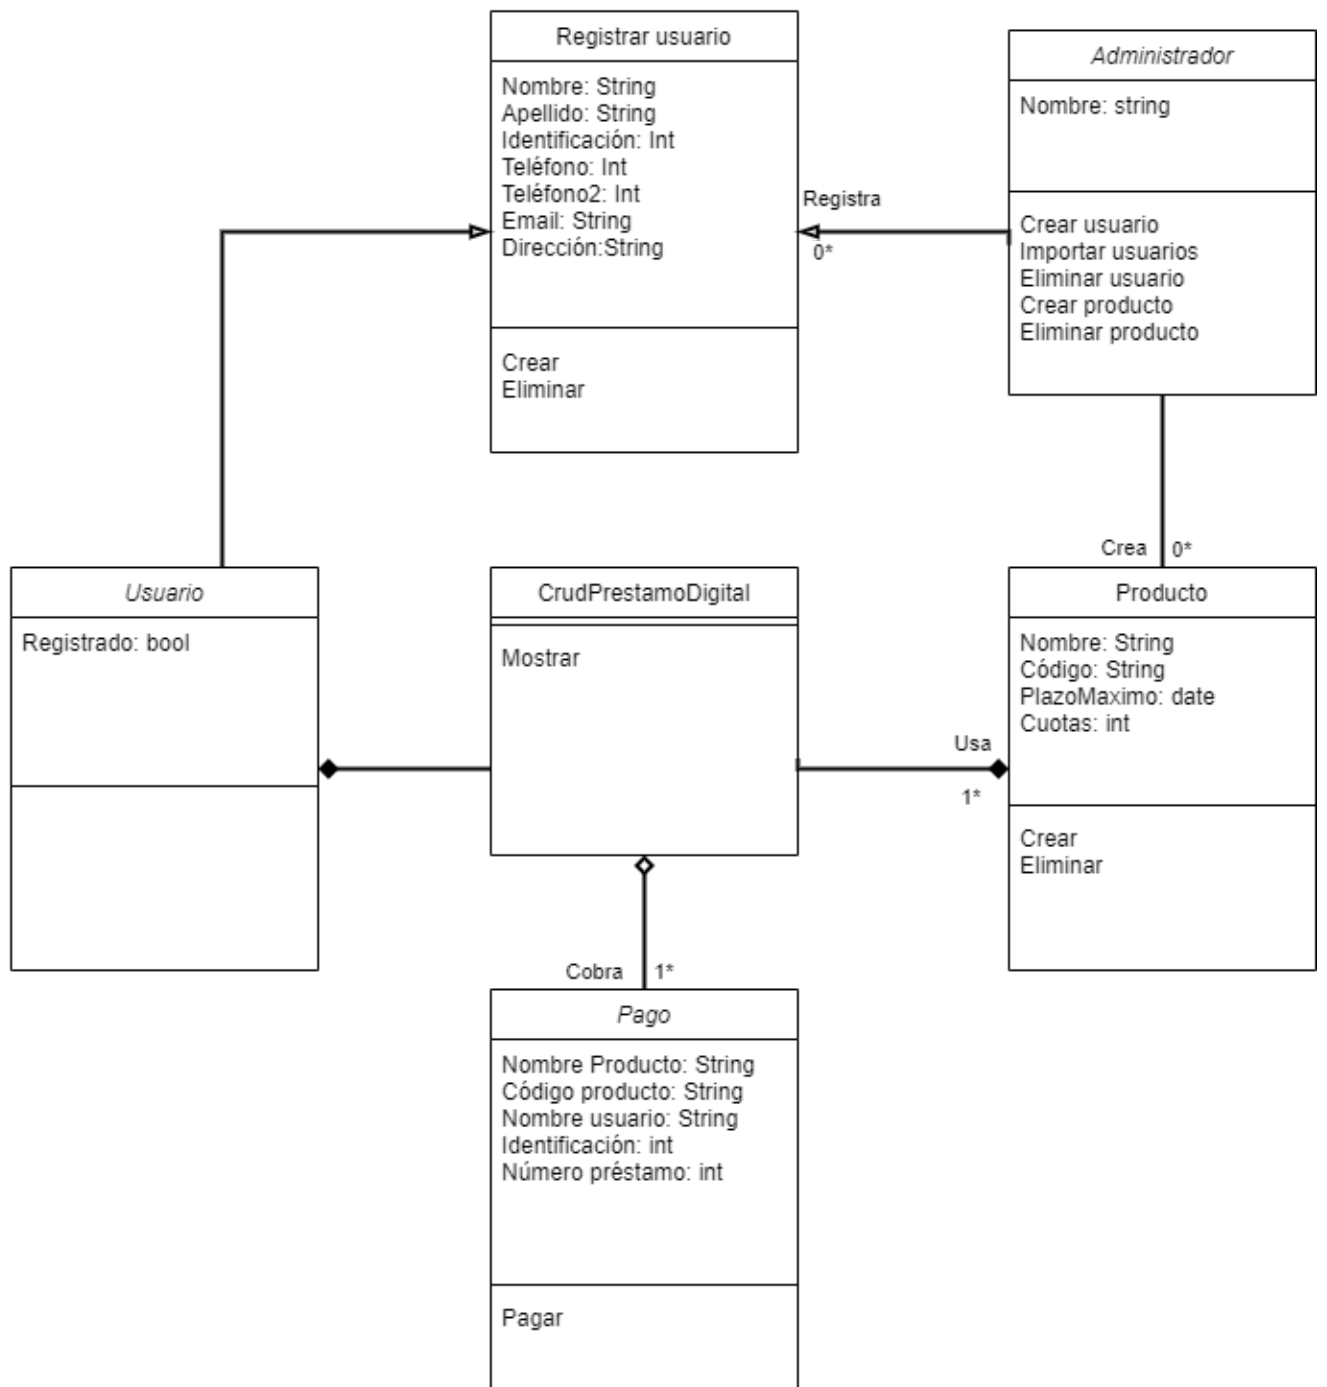 Registrar usuario
Nombre: String
Apellido: String
Identificación: Int
Teléfono: Int
Teléfono2: Int
Email: String
Dirección:String
Crear
Eliminar
Administrador
Nombre: string
Crear usuario
Importar usuarios
Eliminar usuario
Crear producto
Eliminar producto
Registra
0*
Crea
0*
Usuario
Registrado: bool
CrudPrestamoDigital
Mostrar
Producto
Nombre: String
Código: String
PlazoMaximo: date
Cuotas: int
Crear
Eliminar
Usa
1*
Cobra
1*
Pago
Nombre Producto: String
Código producto: String
Nombre usuario: String
Identificación: int
Número préstamo: int
Pagar